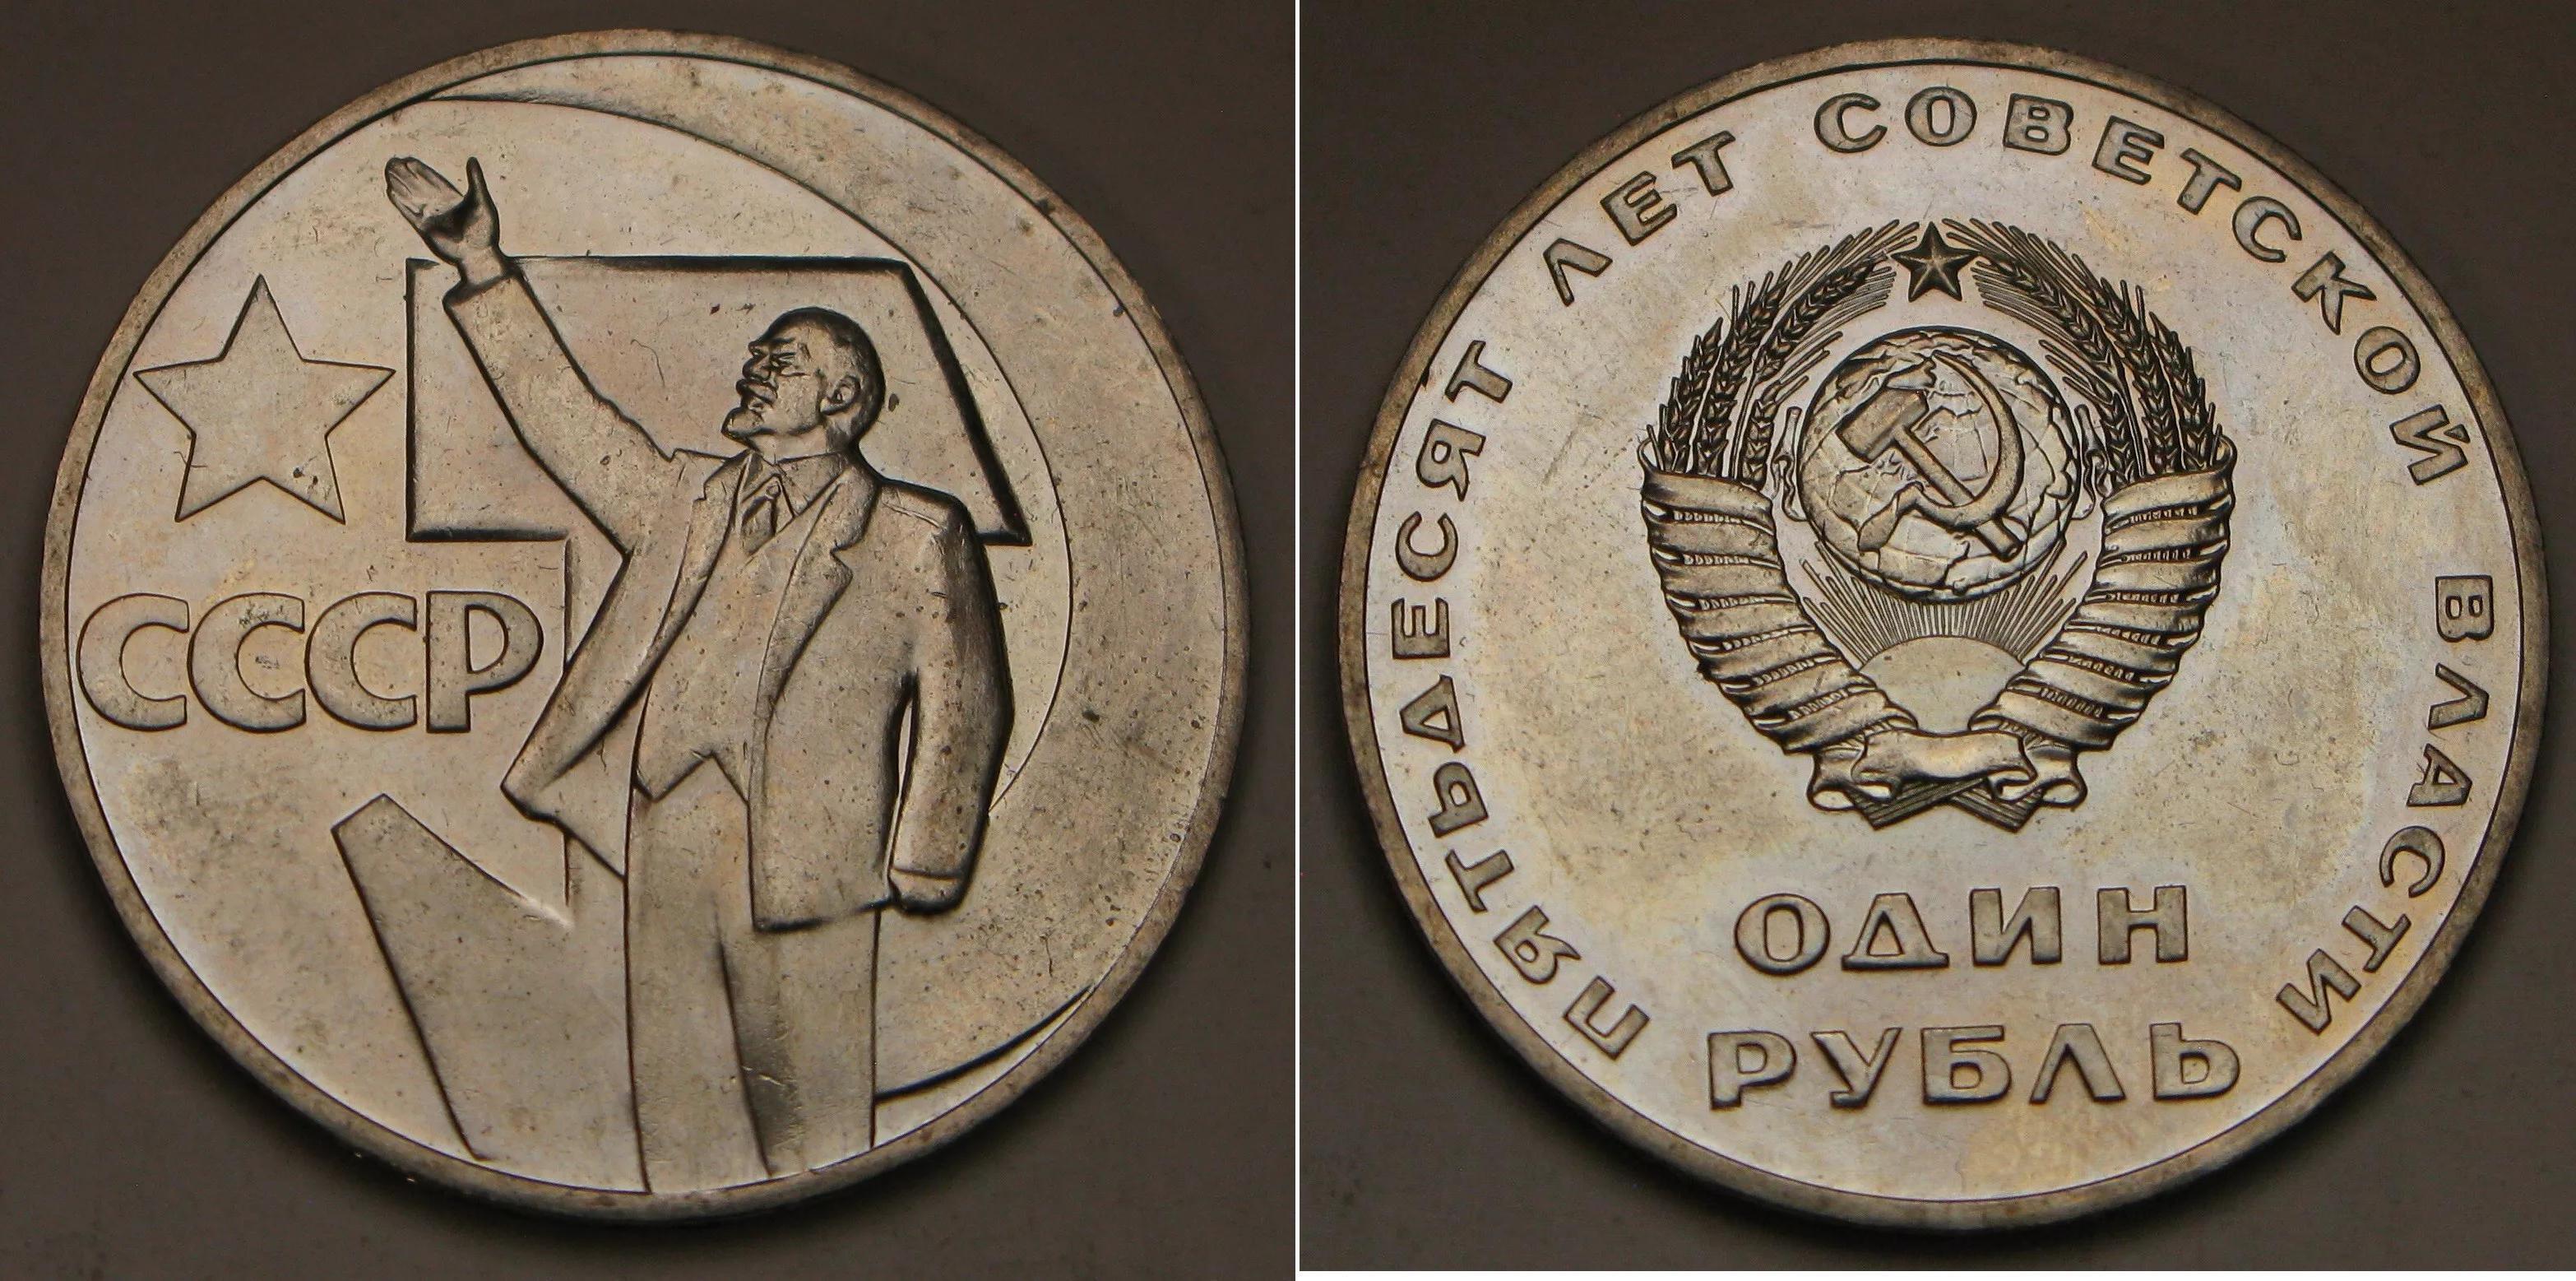 СССР
ПЯТЬДЕСЯТ ЛЕТ СОВЕТСКОЙ ВЛАСТИ
ОДИН
РУБЛЬ